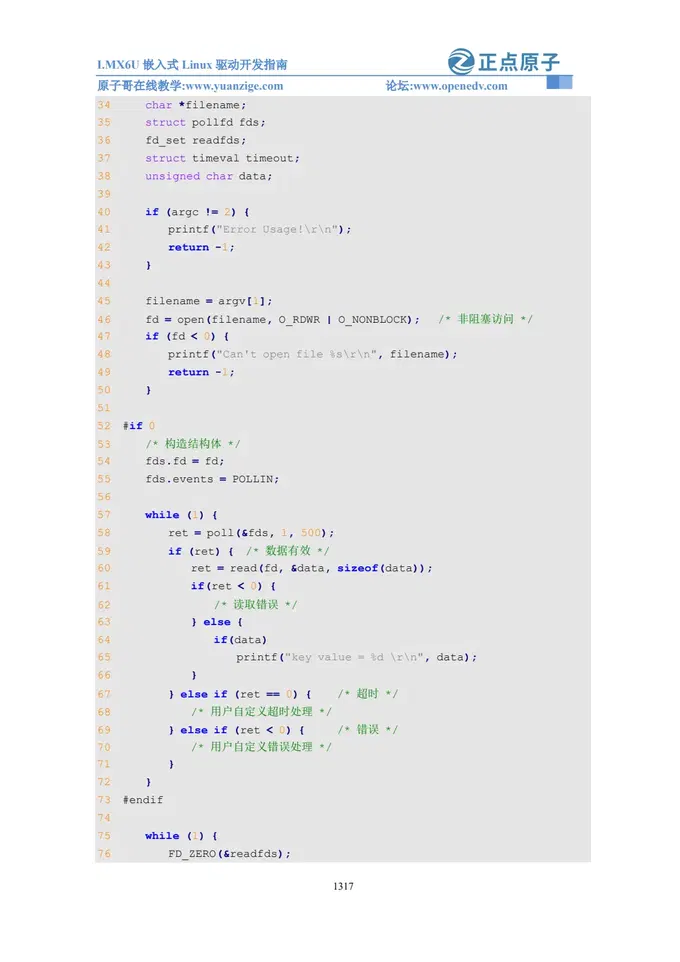 I.MX6U 嵌入式 Linux 驱动开发指南
正点原子
原子哥在线教学:www.yuanzige.com 论坛:www.openedv.com
34 char *filename;
35 struct pollfd fds;
36 fd_set readfds;
37 struct timeval timeout;
38 unsigned char data;
39
40 if (argc != 2) {
41 printf("Error Usage!\r\n");
42 return -1;
43 }
44
45 filename = argv[1];
46 fd = open(filename, O_RDWR | O_NONBLOCK); /* 非阻塞访问 */
47 if (fd < 0) {
48 printf("Can't open file %s\r\n", filename);
49 return -1;
50 }
51
52 #if 0
53 /* 构造结构体 */
54 fds.fd = fd;
55 fds.events = POLLIN;
56
57 while (1) {
58 ret = poll(&fds, 1, 500);
59 if (ret) { /* 数据有效 */
60 ret = read(fd, &data, sizeof(data));
61 if(ret < 0) {
62 /* 读取错误 */
63 } else {
64 if(data)
65 printf("key value = %d \r\n", data);
66 }
67 } else if (ret == 0) { /* 超时 */
68 /* 用户自定义超时处理 */
69 } else if (ret < 0) { /* 错误 */
70 /* 用户自定义错误处理 */
71 }
72 }
73 #endif
74
75 while (1) {
76 FD_ZERO(&readfds);
1317